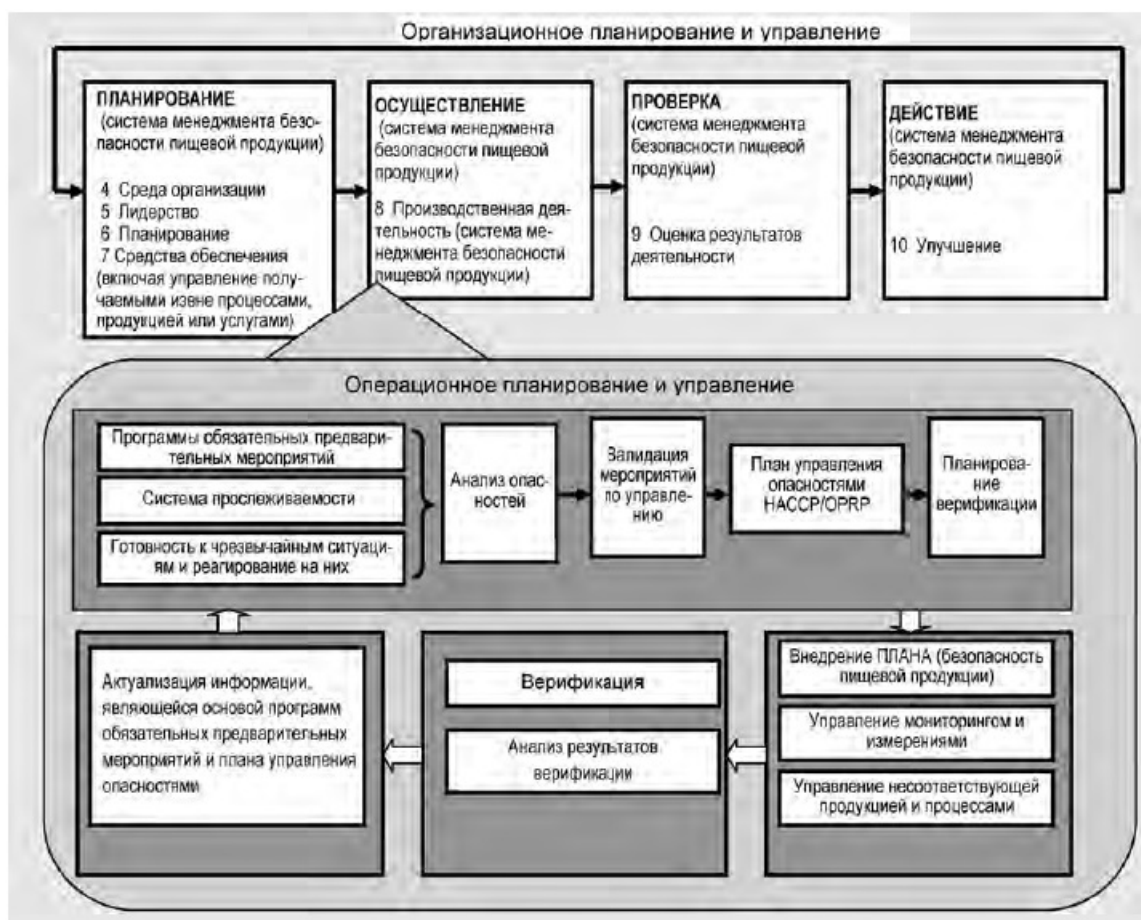 Организационное планирование и управление
ПЛАНИРОВАНИЕ
(система менеджмента безо-
пасности пищевой продукции)
4 Среда организации
5 Лидерство
6 Планирование
7 Средства обеспечения
(включая управление полу-
чаемыми извне процессами,
продукцией или услугами)
ОСУЩЕСТВЛЕНИЕ
(система менеджмента
безопасности пищевой
продукции)
8 Производственная дея-
тельность (система ме-
неджмента безопасности
пищевой продукции)
ПРОВЕРКА
(система менеджмента
безопасности пищевой
продукции)
9 Оценка результатов
деятельности
ДЕЙСТВИЕ
(система менеджмента
безопасности пищевой
продукции)
10 Улучшение
Операционное планирование и управление
Программы обязательных предвари-
тельных мероприятий
Система прослеживаемости
Готовность к чрезвычайным ситуаци-
ям и реагирование на них
Анализ опас-
ностей
Валидация
мероприятий
по управле-
нию
План управления
опасностями
HACCP/OPRP
Планирова-
ние
верификации
Внедрение ПЛАНА (безопасность
пищевой продукции)
Управление мониторингом и
измерениями
Управление несоответствующей
продукцией и процессами
Верификация
Анализ результатов
верификации
Актуализация информации,
являющейся основой программ
обязательных предварительных
мероприятий и плана управления
опасностями